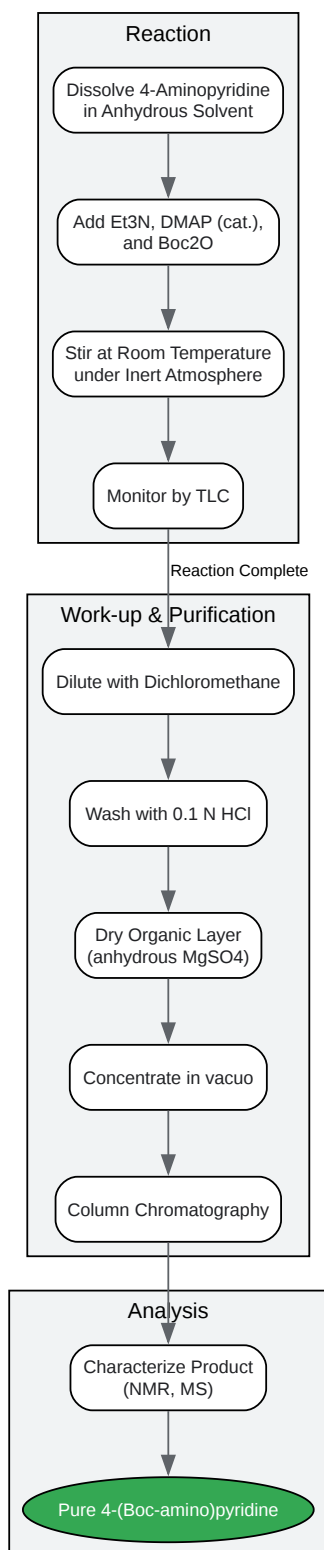 Reaction
Dissolve 4-Aminopyridine
in Anhydrous Solvent
Add Et3N, DMAP (cat.),
and Boc2O
Stir at Room Temperature
under Inert Atmosphere
Monitor by TLC
Reaction Complete
Work-up & Purification
Dilute with Dichloromethane
Wash with 0.1 N HCl
Dry Organic Layer
(anhydrous MgSO4)
Concentrate in vacuo
Column Chromatography
Analysis
Characterize Product
(NMR, MS)
Pure 4-(Boc-amino)pyridine